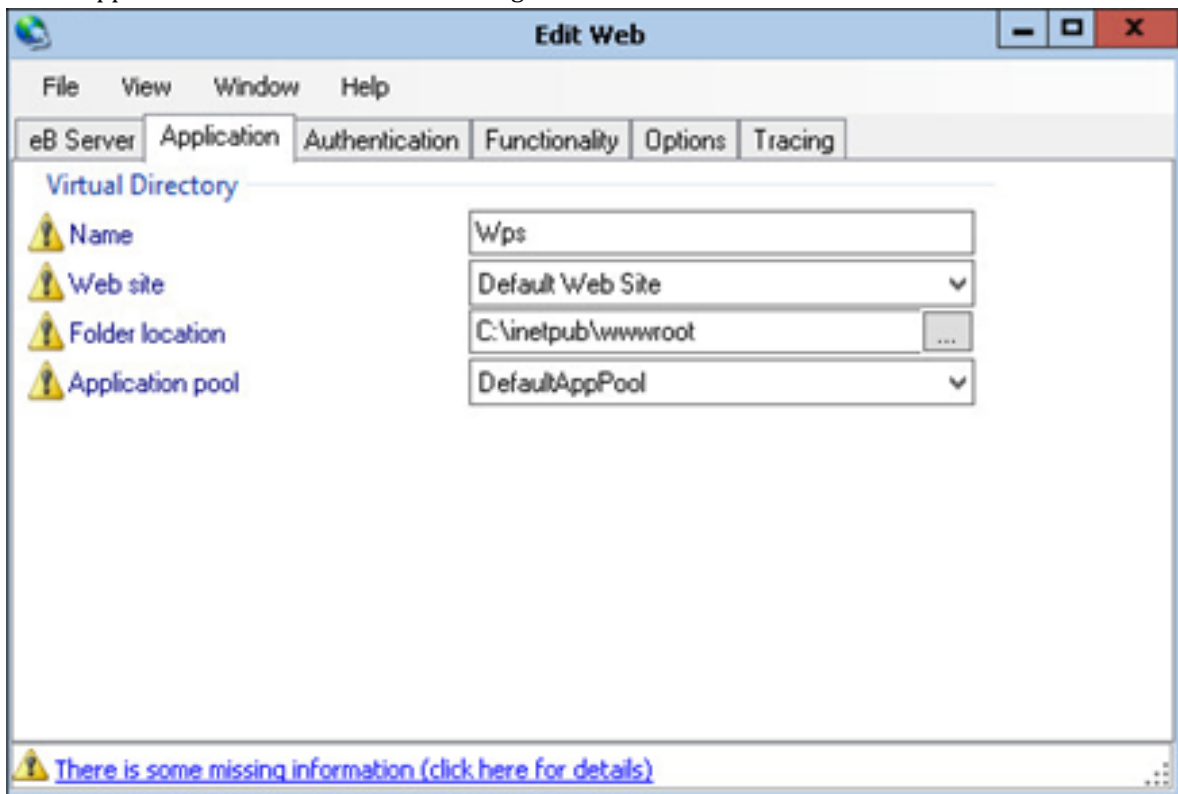 Edit Web
File View Window Help
eB Server Application Authentication Functionality Options Tracing
Virtual Directory
Name Wps
Web site Default Web Site
Folder location C:\inetpub\wwwroot ...
Application pool DefaultAppPool
There is some missing information (click here for details)